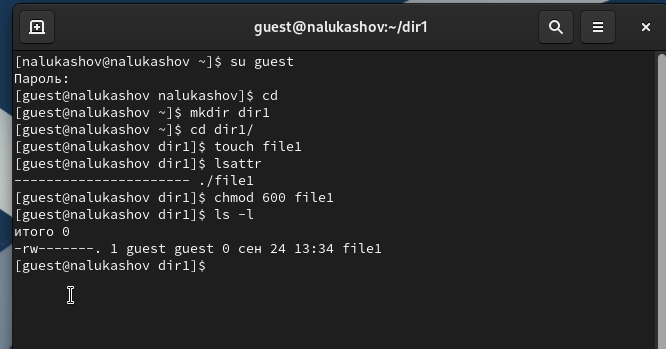 guest@nalukashov:~/dir1
[nalukashov@nalukashov ~]$ su guest
Пароль:
[guest@nalukashov nalukashov]$ cd
[guest@nalukashov ~]$ mkdir dir1
[guest@nalukashov ~]$ cd dir1/
[guest@nalukashov dir1]$ touch file1
[guest@nalukashov dir1]$ lsattr
---------------------- ./file1
[guest@nalukashov dir1]$ chmod 600 file1
[guest@nalukashov dir1]$ ls -l
итого 0
-rw-------. 1 guest guest 0 сен 24 13:34 file1
[guest@nalukashov dir1]$